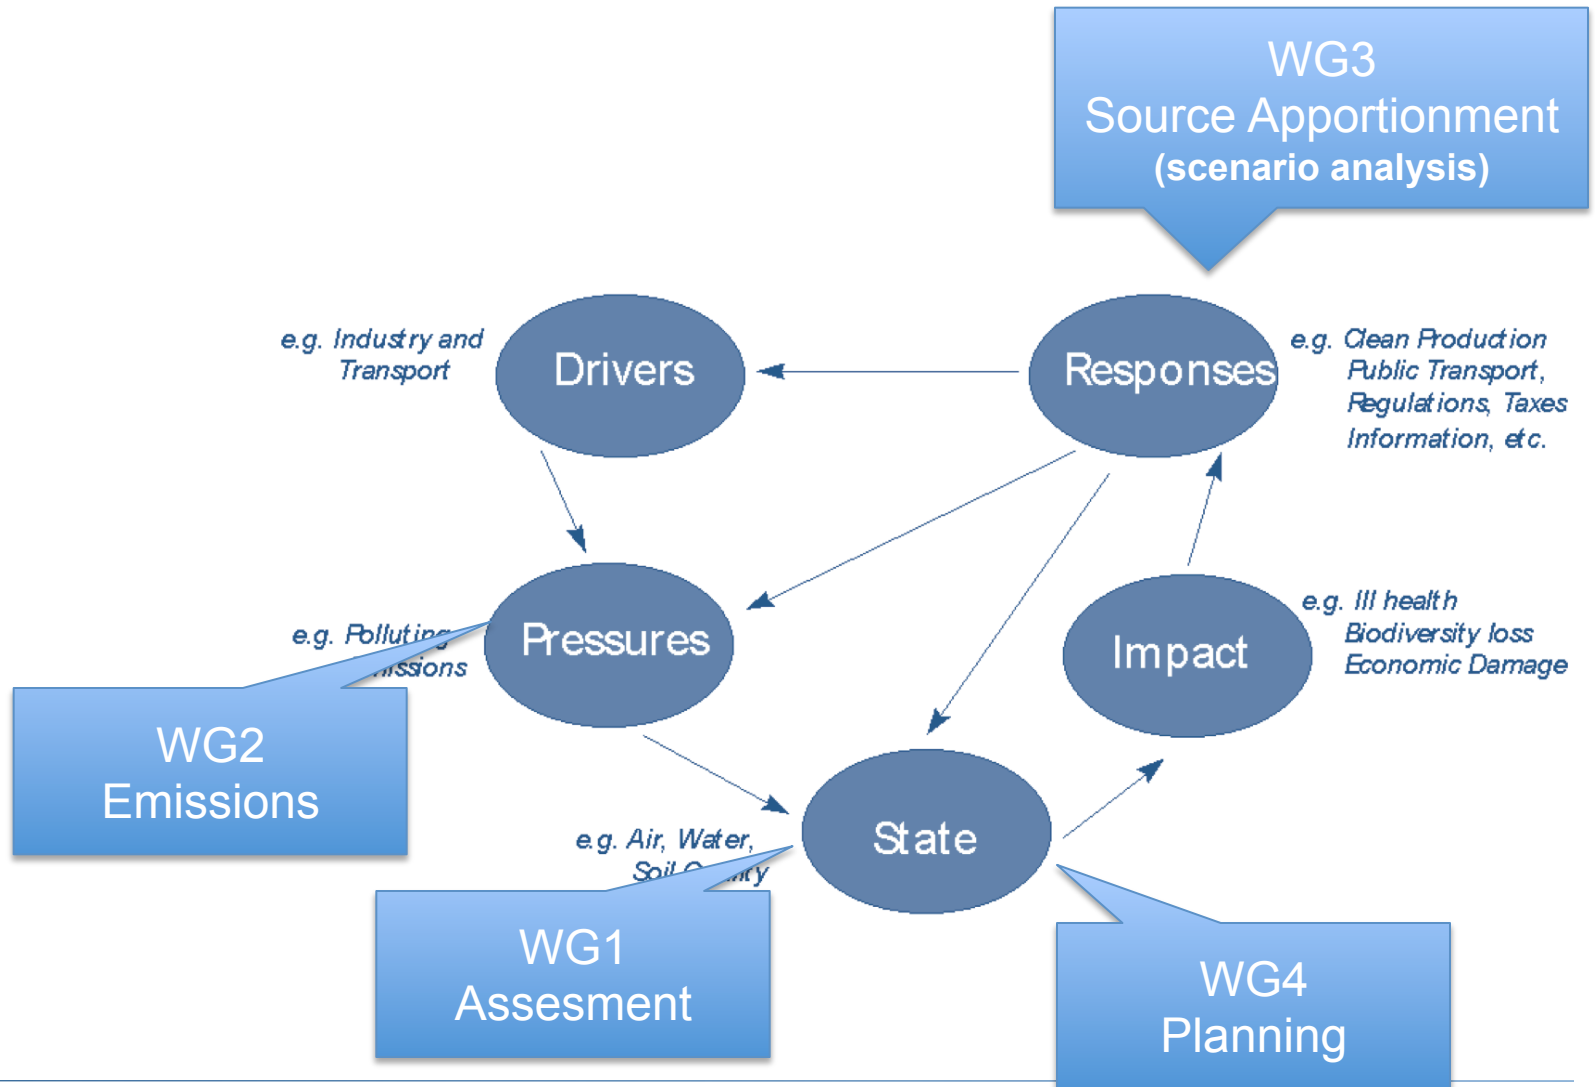 WG3
Source Apportionment
(scenario analysis)
e.g. Industry and
Transport
Drivers
Responses
e.g. Clean Production
Public Transport,
Regulations, Taxes
Information, etc.
e.g. Polluting
Pressures
Impact
e.g. Ill health
Biodiversity loss
Economic Damage
WG2
Emissions
e.g. Air, Water,
Soil
State
WG1
Assesment
WG4
Planning